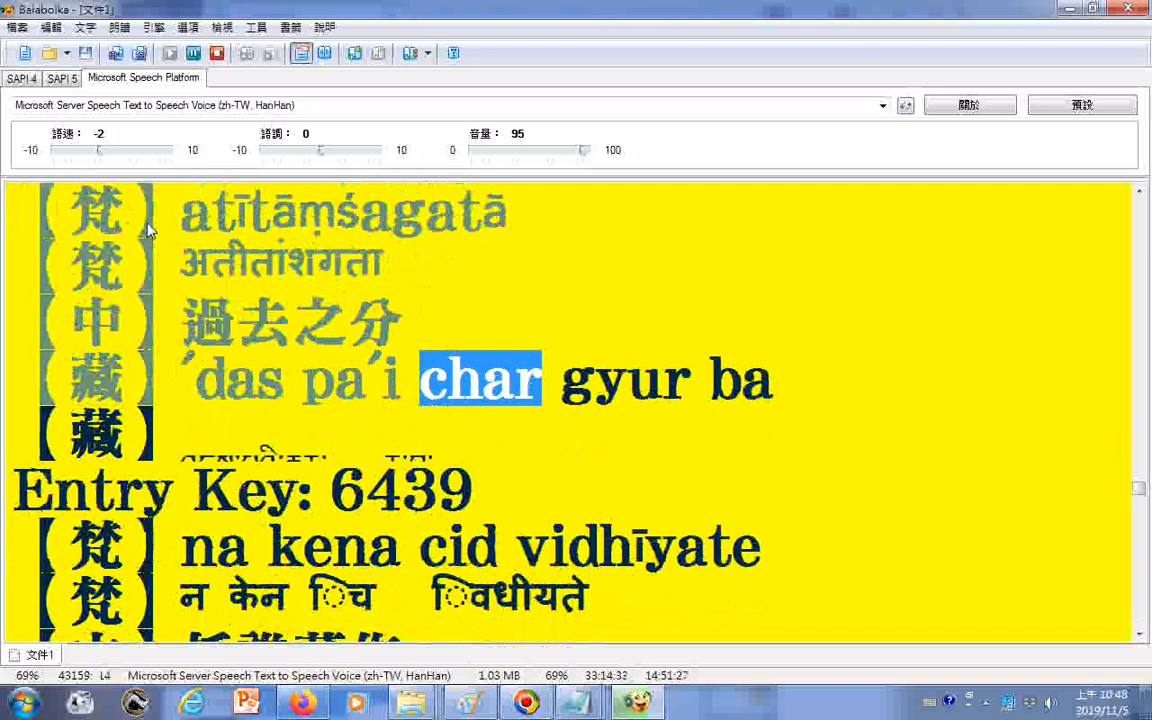 Balabolka - [文件1]
檔案 編輯 文字 朗讀 引擎 選項 檢視 工具 書籤 說明
SAPI 4 SAPI 5 Microsoft Speech Platform
Microsoft Server Speech Text to Speech Voice (zh-TW, HanHan) 關於 預設
語速： -2 語調： 0 音量： 95
-10 10 -10 10 0 100
【梵】 atītāṃśagatā
【梵】 अतीतांशगता
【中】 過去之分
【藏】 'das pa'i char gyur ba
【藏】
Entry Key: 6439
【梵】 na kena cid vidhīyate
【梵】 न केन िच िवधीयते
文件1
69% 43159: 14 Microsoft Server Speech Text to Speech Voice (zh-TW, HanHan) 1.03 MB 69% 33:14:33 14:51:27
上午 10:48
2019/11/5